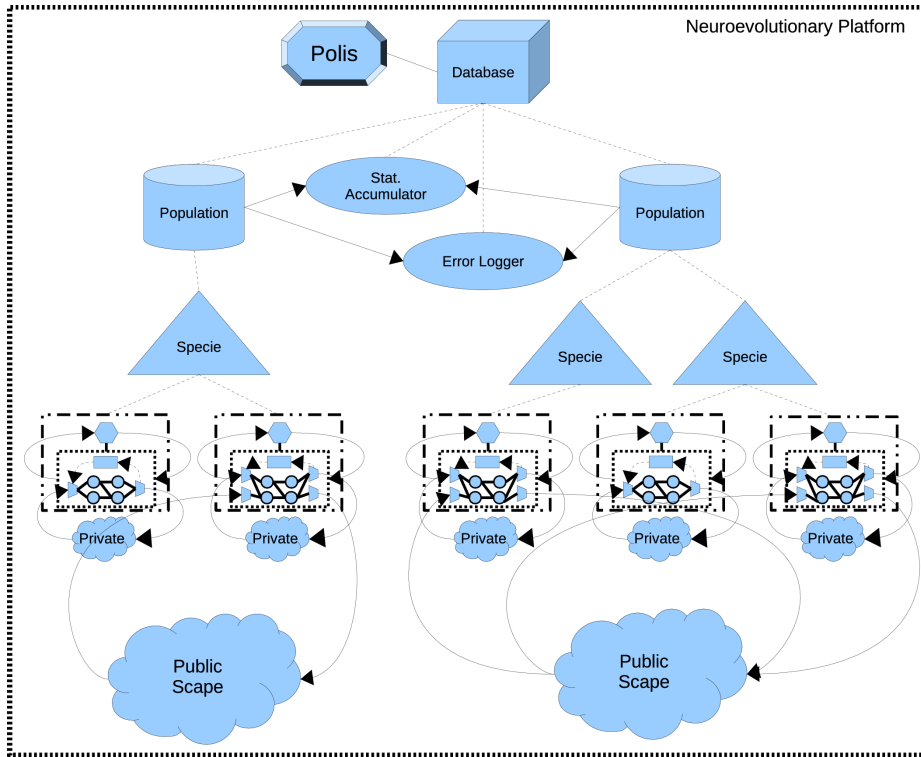 Neuroevolutionary Platform
Polis
Database
Stat.
Accumulator
Population
Population
Error Logger
Specie
Specie
Specie
Private
Private
Private
Private
Private
Public
Scape
Public
Scape